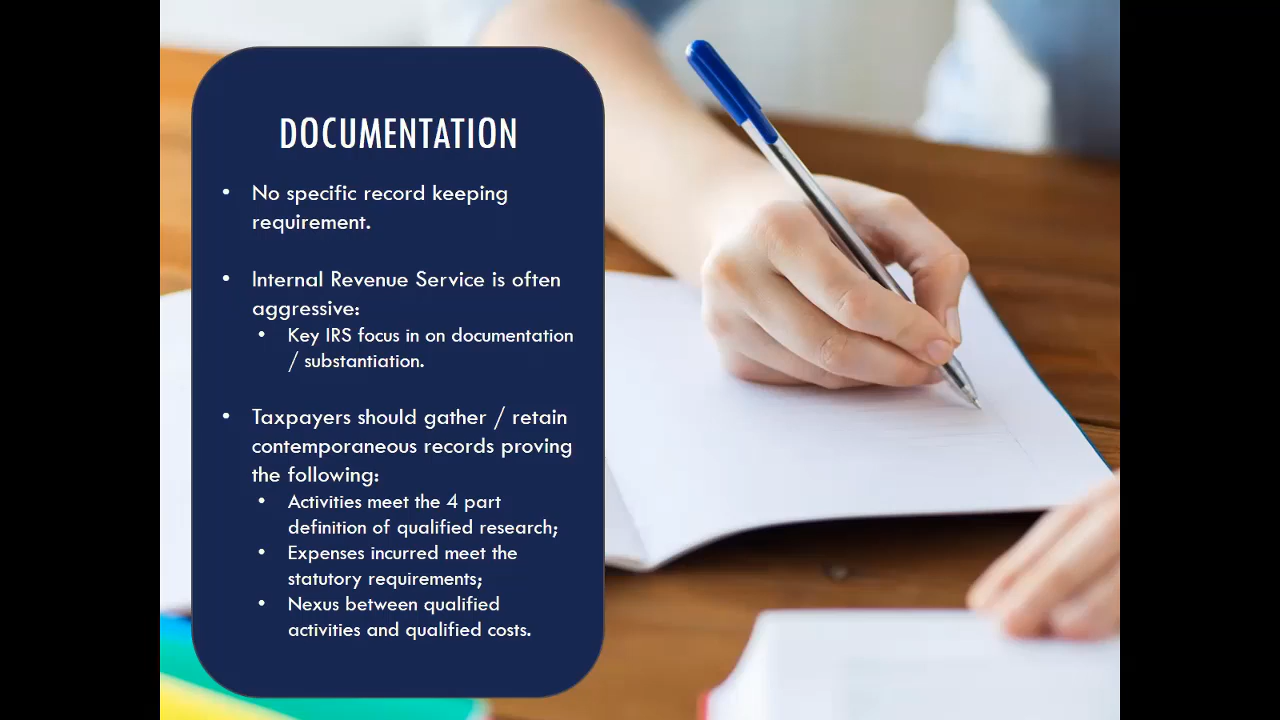 DOCUMENTATION
• No specific record keeping
requirement.
• Internal Revenue Service is often
aggressive:
• Key IRS focus in on documentation
/ substantiation.
• Taxpayers should gather / retain
contemporaneous records proving
the following:
• Activities meet the 4 part
definition of qualified research;
• Expenses incurred meet the
statutory requirements;
• Nexus between qualified
activities and qualified costs.